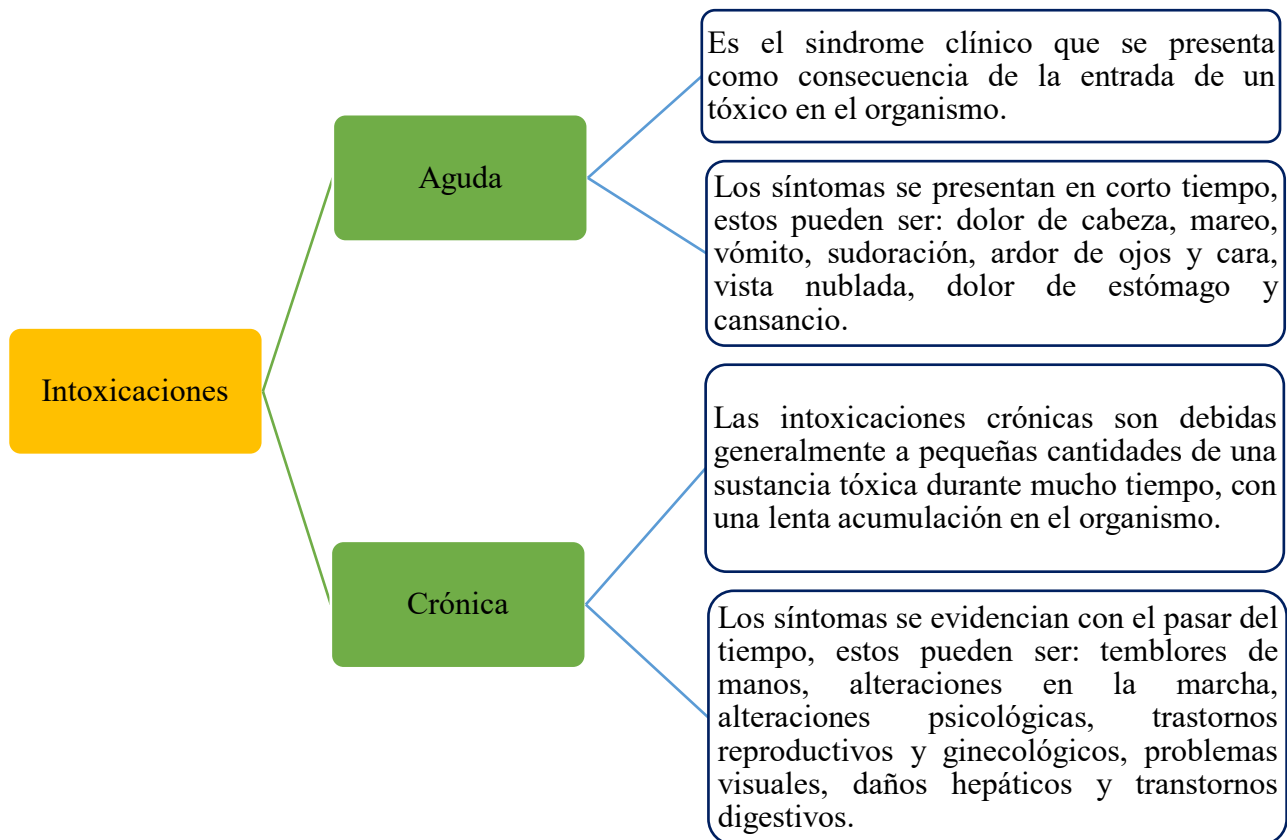 Intoxicaciones
Aguda
Es el sindrome clínico que se presenta
como consecuencia de la entrada de un
tóxico en el organismo.
Los síntomas se presentan en corto tiempo,
estos pueden ser: dolor de cabeza, mareo,
vómito, sudoración, ardor de ojos y cara,
vista nublada, dolor de estómago y
cansancio.
Crónica
Las intoxicaciones crónicas son debidas
generalmente a pequeñas cantidades de una
sustancia tóxica durante mucho tiempo, con
una lenta acumulación en el organismo.
Los síntomas se evidencian con el pasar del
tiempo, estos pueden ser: temblores de
manos, alteraciones en la marcha,
alteraciones psicológicas, trastornos
reproductivos y ginecológicos, problemas
visuales, daños hepáticos y transtornos
digestivos.